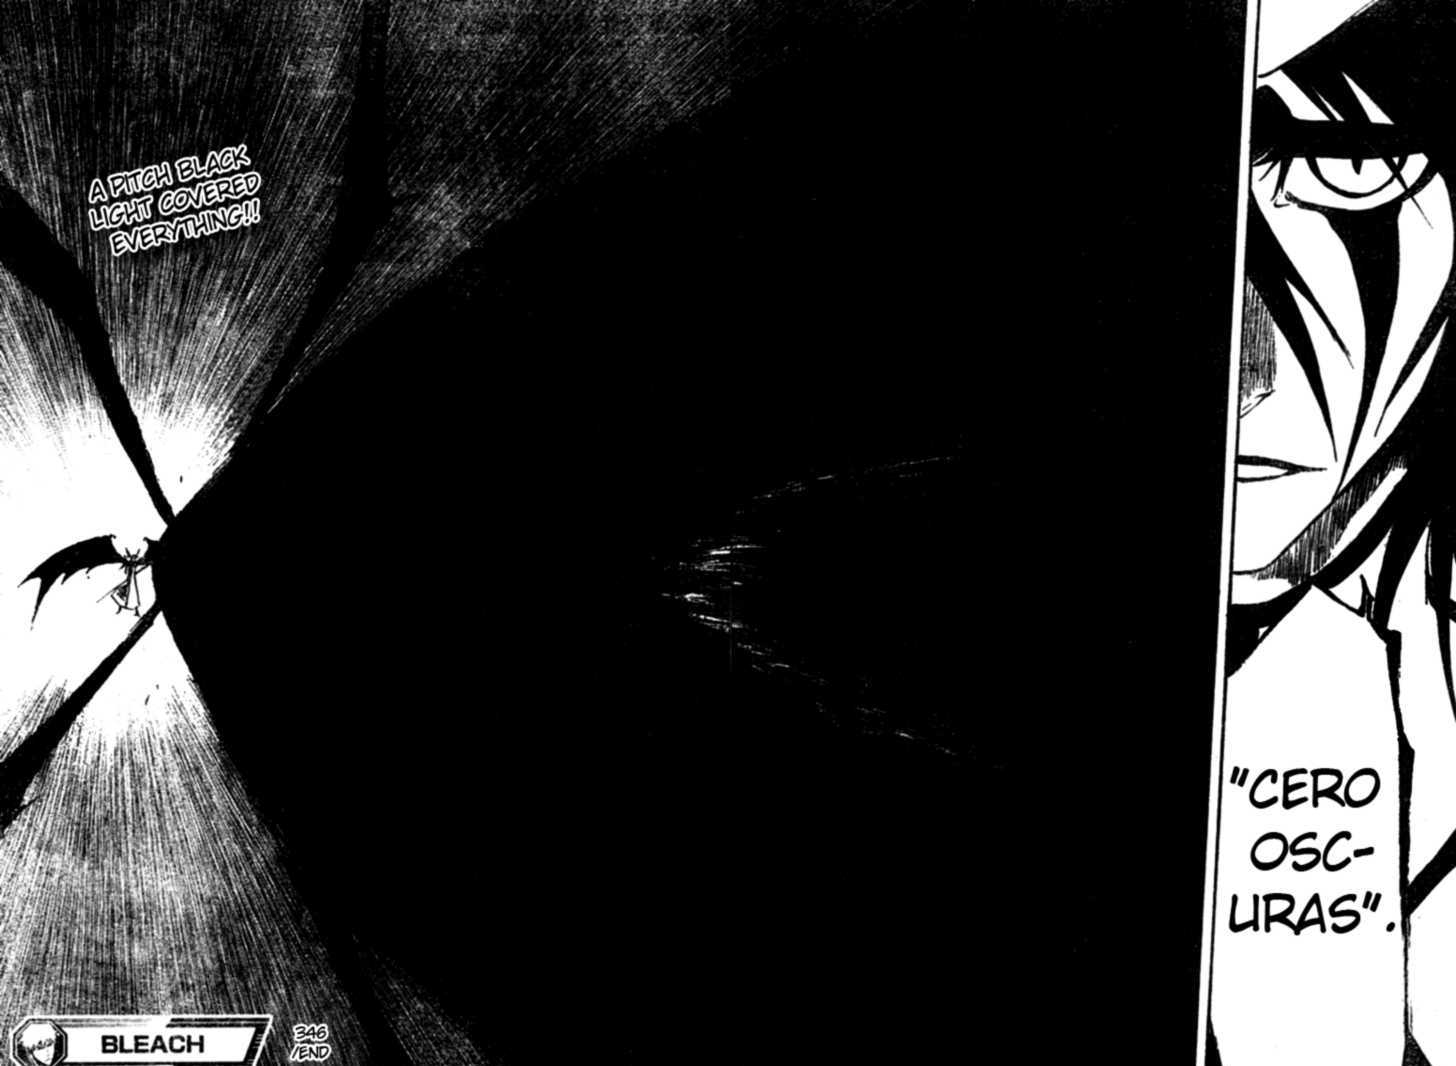 "CERO
OSC-
URAS".
A PITCH BLACK
LIGHT COVERED
EVERYTHING!!
BLEACH
346
/END